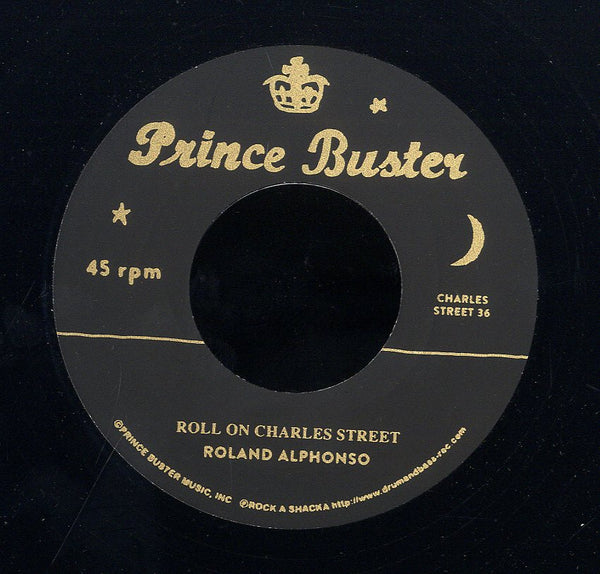 Prince Buster
45 rpm
CHARLES
STREET 36
ROLL ON CHARLES STREET
ROLAND ALPHONSO
©PRINCE BUSTER MUSIC, INC ℗ROCK A SHACKA http://www.drumandbass-rec.com